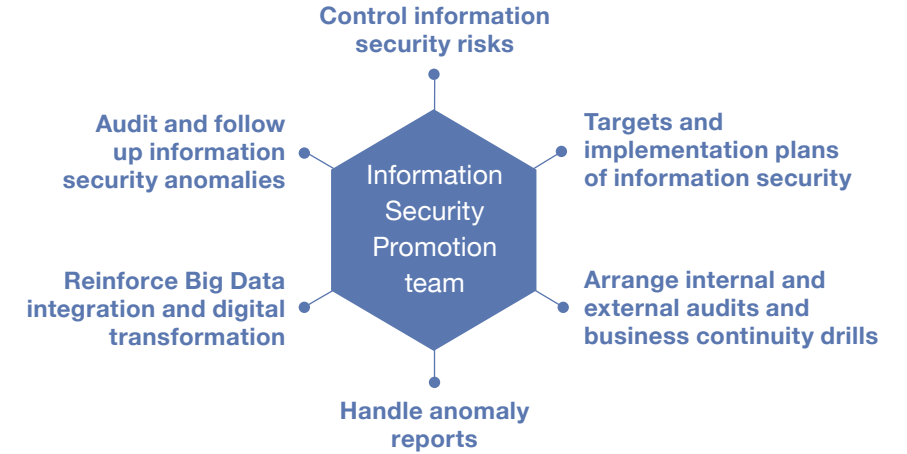 Control information
security risks
Audit and follow
up information
security anomalies
Targets and
implementation plans
of information security
Information
Security
Promotion
team
Reinforce Big Data
integration and digital
transformation
Arrange internal and
external audits and
business continuity drills
Handle anomaly
reports